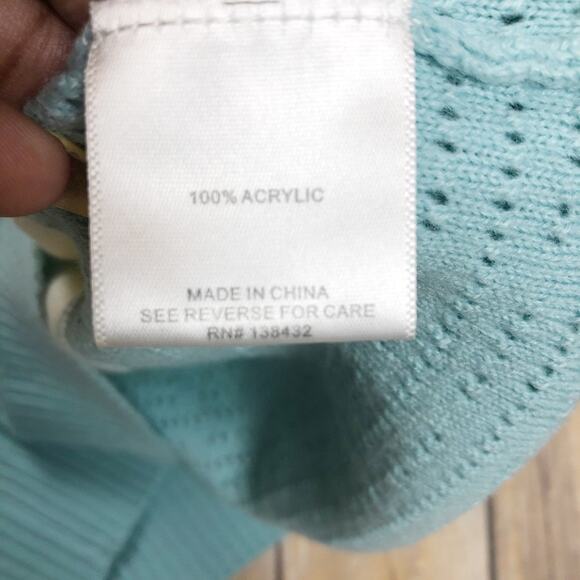 100% ACRYLIC
MADE IN CHINA
SEE REVERSE FOR CARE
RN# 138432